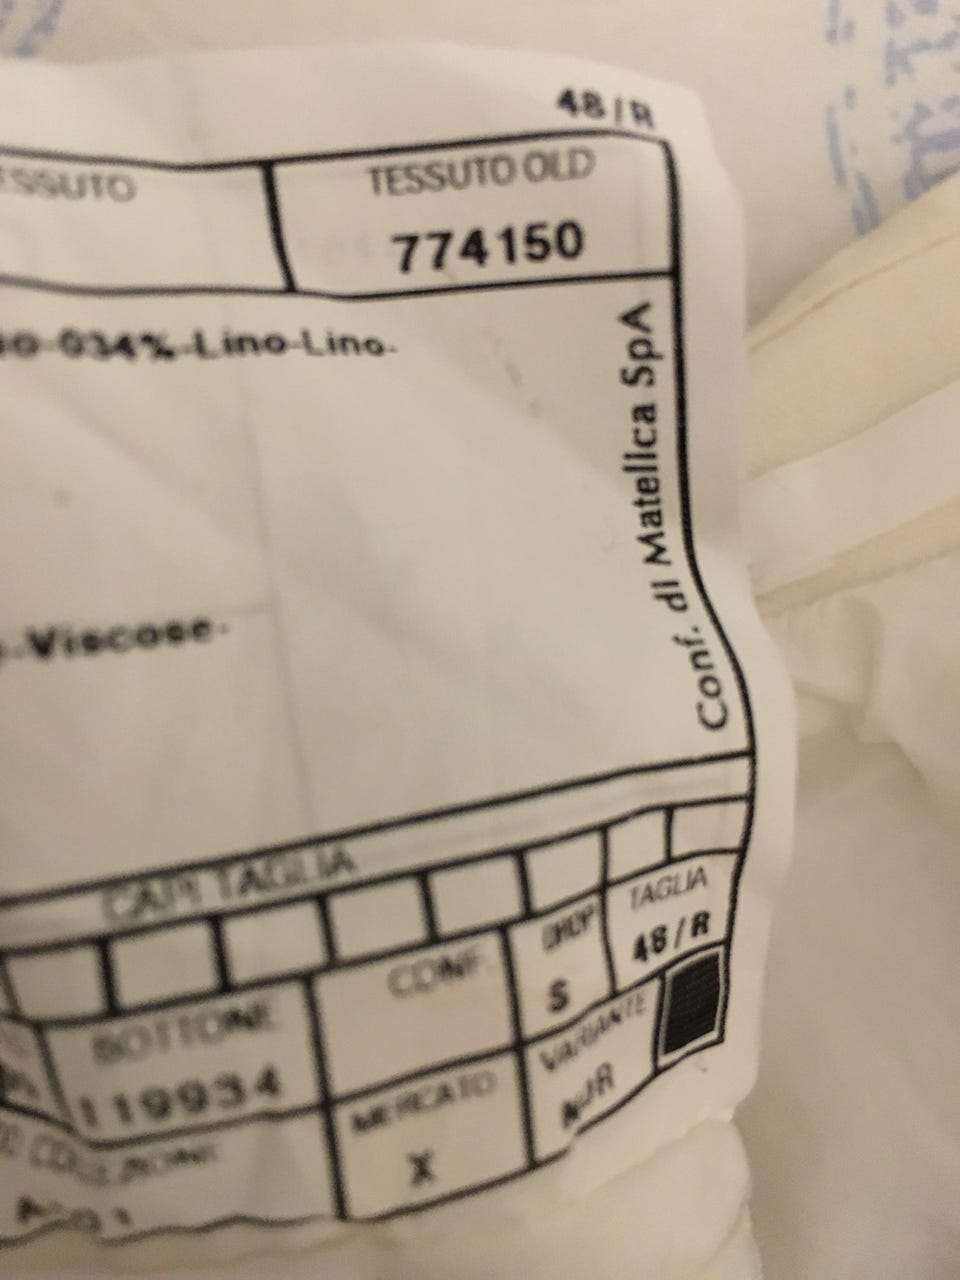 48/R
TESSUTO OLD
774150
034%-Lino-Lino.
Conf. di Matelica SpA
-Viscose-
CAPI TAGLIA
TAGLIA
48/R
DROP
S
CONF.
BOTTONE
119934
VARIANTE
MERCATO
X